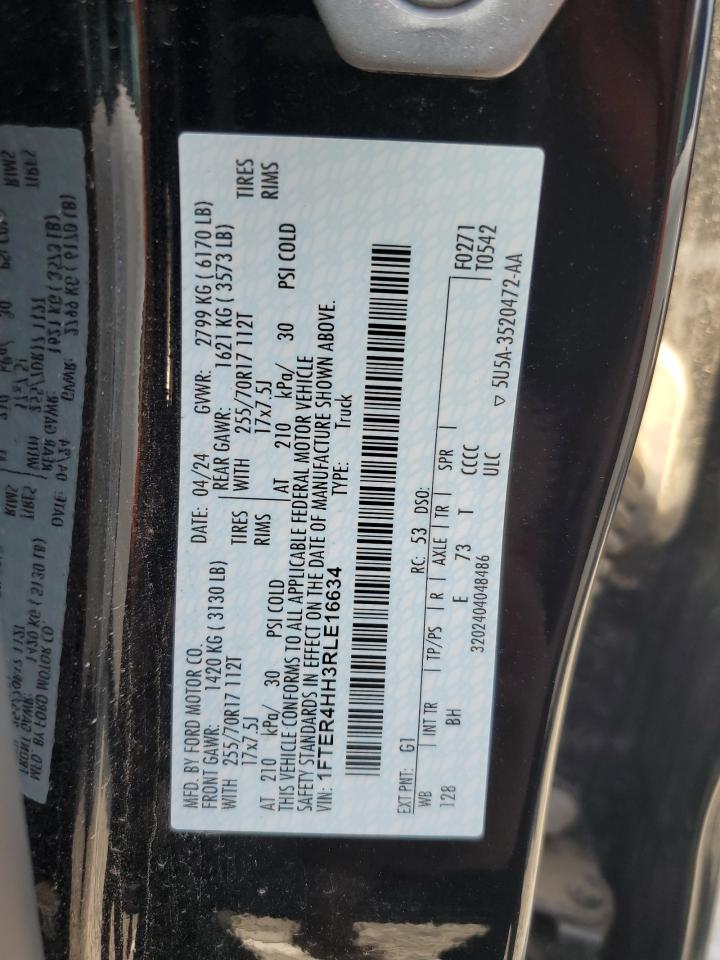 MFD. BY FORD MOTOR CO. DATE: 04/24 GVWR: 2799 KG ( 6170 LB)
FRONT GAWR: 1420 KG ( 3130 LB) REAR GAWR: 1621 KG ( 3573 LB)
WITH 255/70R17 112T TIRES WITH 255/70R17 112T TIRES
17x7.5J RIMS 17x7.5J RIMS
AT 210 kPa/ 30 PSI COLD AT 210 kPa/ 30 PSI COLD
THIS VEHICLE CONFORMS TO ALL APPLICABLE FEDERAL MOTOR VEHICLE
SAFETY STANDARDS IN EFFECT ON THE DATE OF MANUFACTURE SHOWN ABOVE.
VIN: 1FTER4HH3RLE16634 TYPE: Truck
EXT PNT: G1 RC: 53 DSO:
WB INT TR TP/PS R AXLE TR SPR F0271
128 BH E 73 T CCCC T0542
3202404048486 ULC
▽ 5U5A-3520472-AA